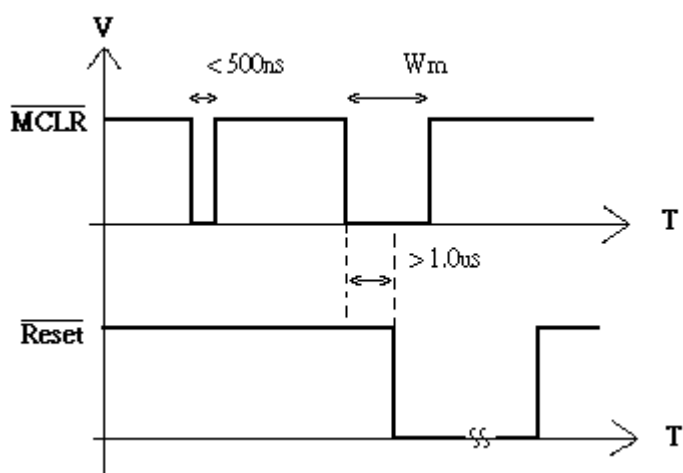 V
<500ns
Wm
MCLR
T
>1.0us
Reset
T